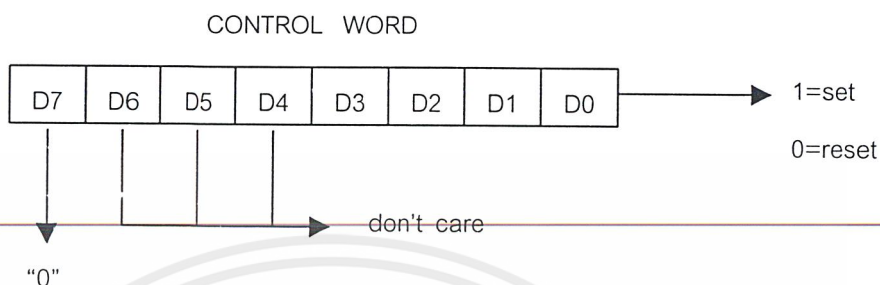 CONTROL WORD
D7 D6 D5 D4 D3 D2 D1 D0
1=set
0=reset
don't care
“0”